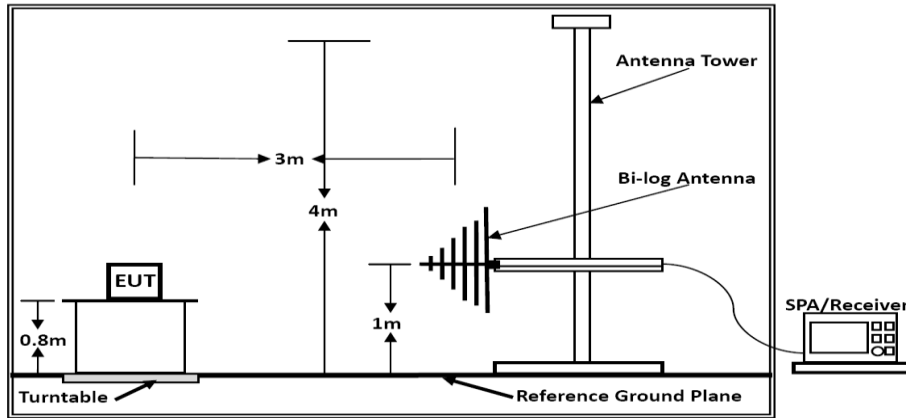 Antenna Tower
3m
Bi-log Antenna
4m
EUT
SPA/Receiver
0.8m
1m
Turntable
Reference Ground Plane